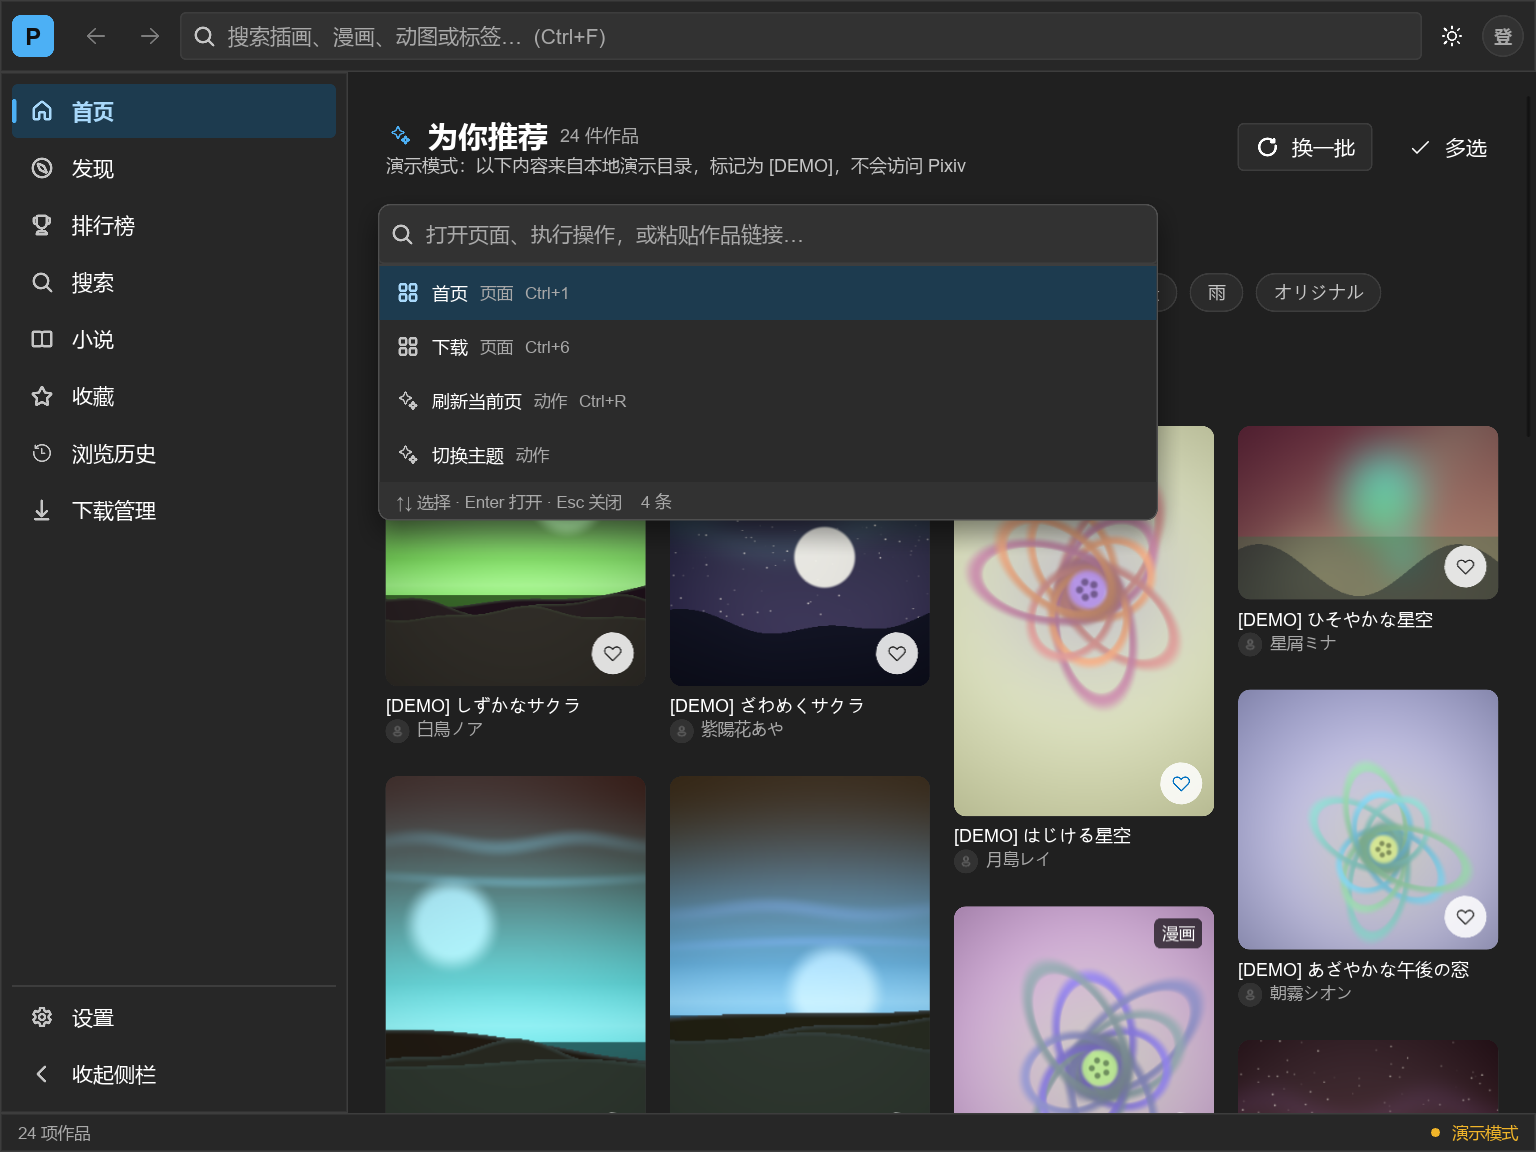 P
搜索插画、漫画、动图或标签… (Ctrl+F)
登
首页
发现
排行榜
搜索
小说
收藏
浏览历史
下载管理
设置
收起侧栏
为你推荐 24 件作品
演示模式：以下内容来自本地演示目录，标记为 [DEMO]，不会访问 Pixiv
换一批
多选
打开页面、执行操作，或粘贴作品链接…
首页 页面 Ctrl+1
下载 页面 Ctrl+6
刷新当前页 动作 Ctrl+R
切换主题 动作
↑↓ 选择 · Enter 打开 · Esc 关闭 4 条
雨
オリジナル
[DEMO] しずかなサクラ
白鳥ノア
[DEMO] ざわめくサクラ
紫陽花あや
[DEMO] はじける星空
月島レイ
漫画
[DEMO] ひそやかな星空
星屑ミナ
[DEMO] あざやかな午後の窓
朝霧シオン
24 项作品
演示模式